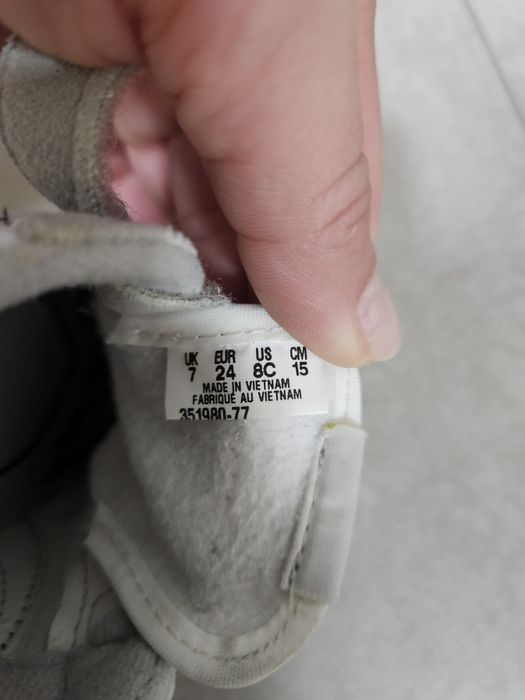 UK EUR US CM
7 24 8C 15
MADE IN VIETNAM
FABRIQUÉ AU VIETNAM
351980-77